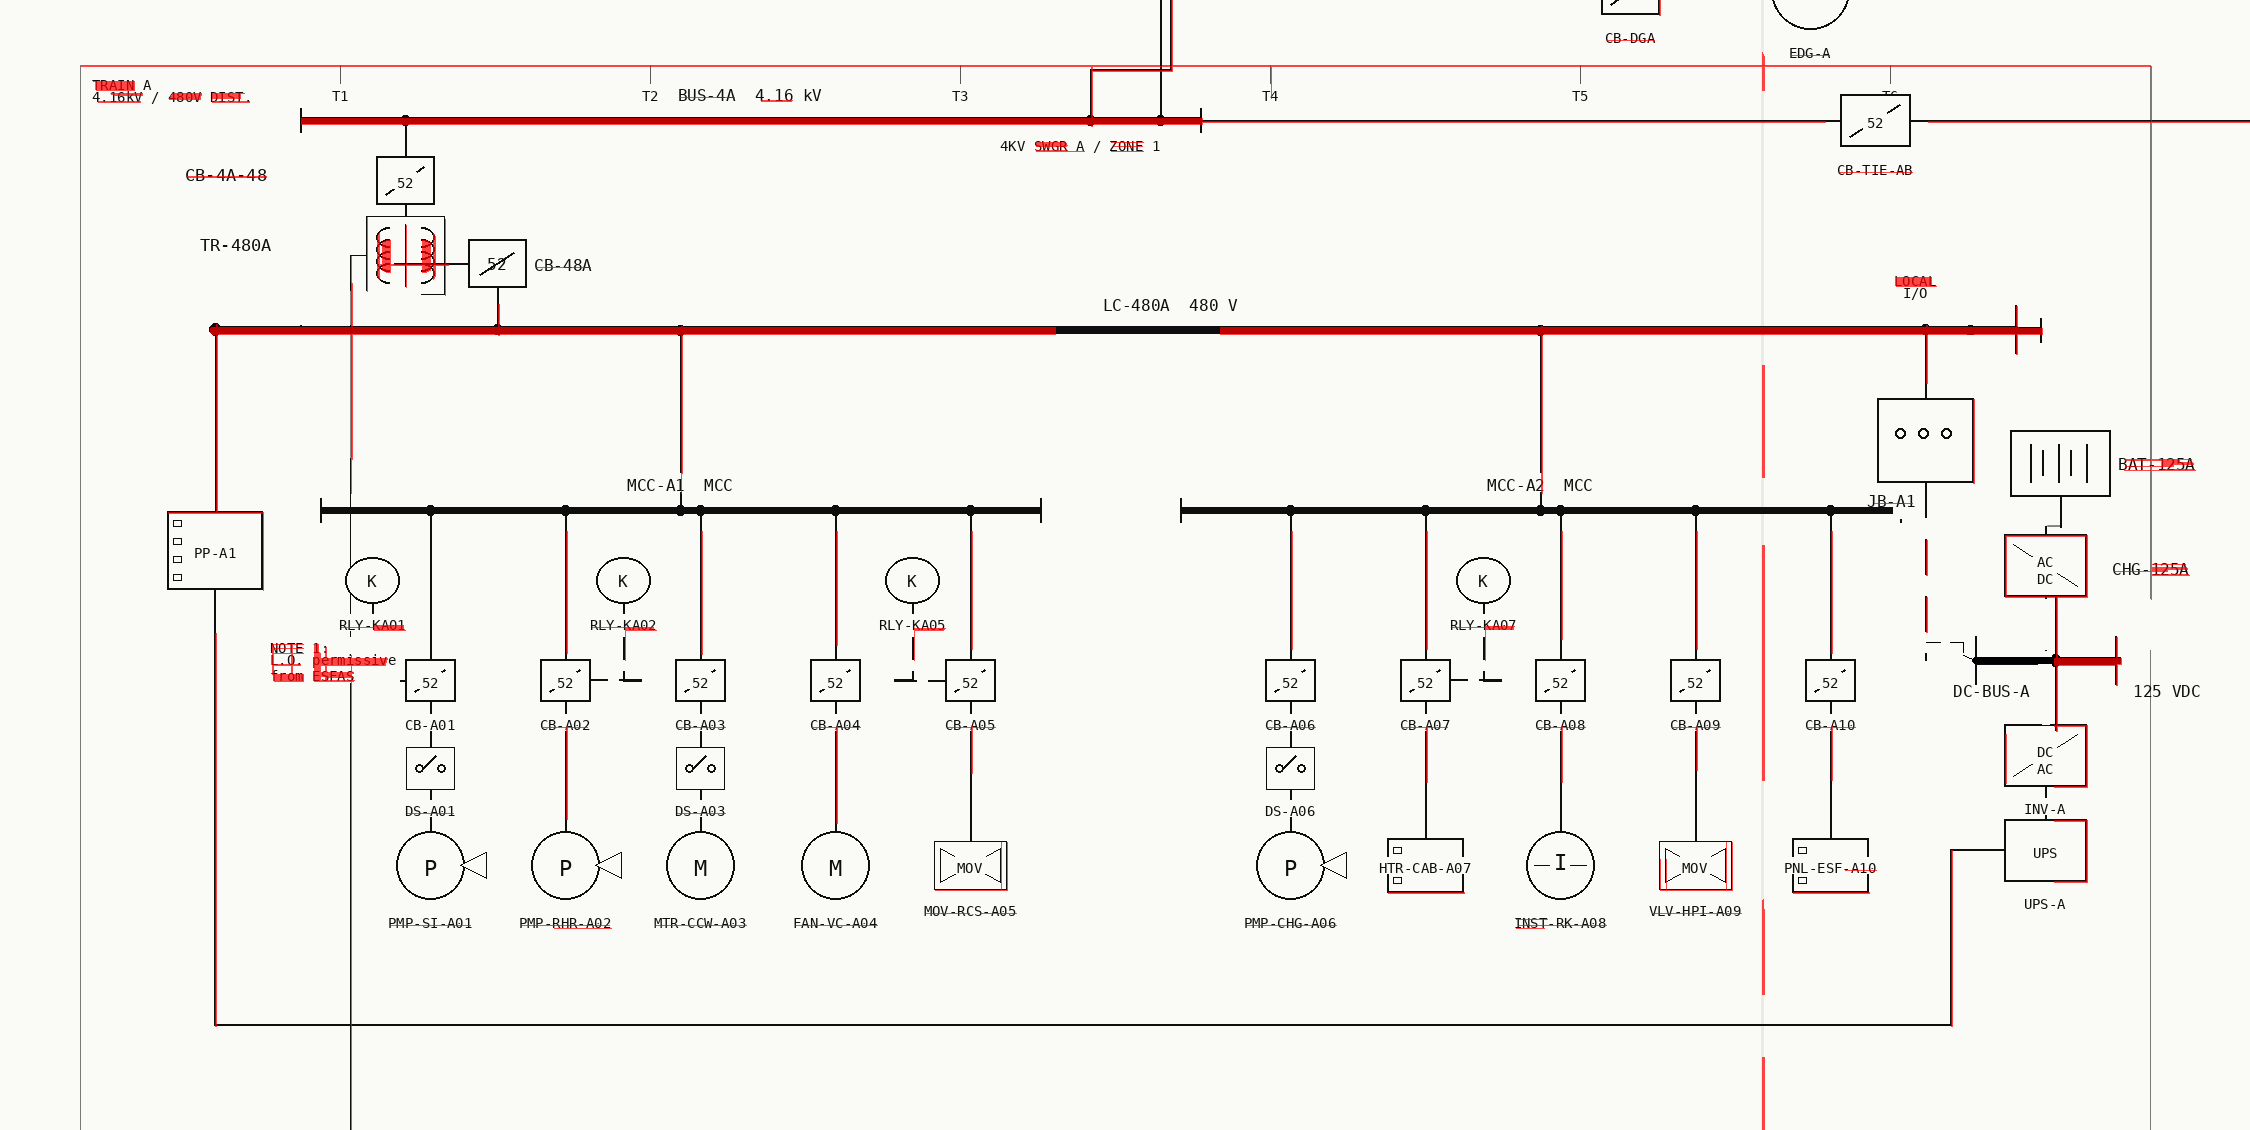 CB-DGA
EDG-A
TRAIN A
4.16kV / 480V DIST.
T1
T2
BUS-4A 4.16 kV
T3
T4
T5
4KV SWGR A / ZONE 1
52
CB-TIE-AB
CB-4A-48
52
TR-480A
52
CB-48A
LOCAL
I/O
LC-480A 480 V
BAT-125A
MCC-A1 MCC
MCC-A2 MCC
JB-A1
PP-A1
AC
DC
CHG-125A
K
K
K
K
RLY-KA01
RLY-KA02
RLY-KA05
RLY-KA07
NOTE 1:
L.O. permissive
from ESFAS
52
52
52
52
52
52
52
52
52
52
DC-BUS-A
125 VDC
CB-A01
CB-A02
CB-A03
CB-A04
CB-A05
CB-A06
CB-A07
CB-A08
CB-A09
CB-A10
DC
AC
DS-A01
DS-A03
DS-A06
INV-A
P
P
M
M
MOV
P
HTR-CAB-A07
I
MOV
PNL-ESF-A10
UPS
UPS-A
PMP-SI-A01
PMP-RHR-A02
MTR-CCW-A03
FAN-VC-A04
MOV-RCS-A05
PMP-CHG-A06
INST-RK-A08
VLV-HPI-A09